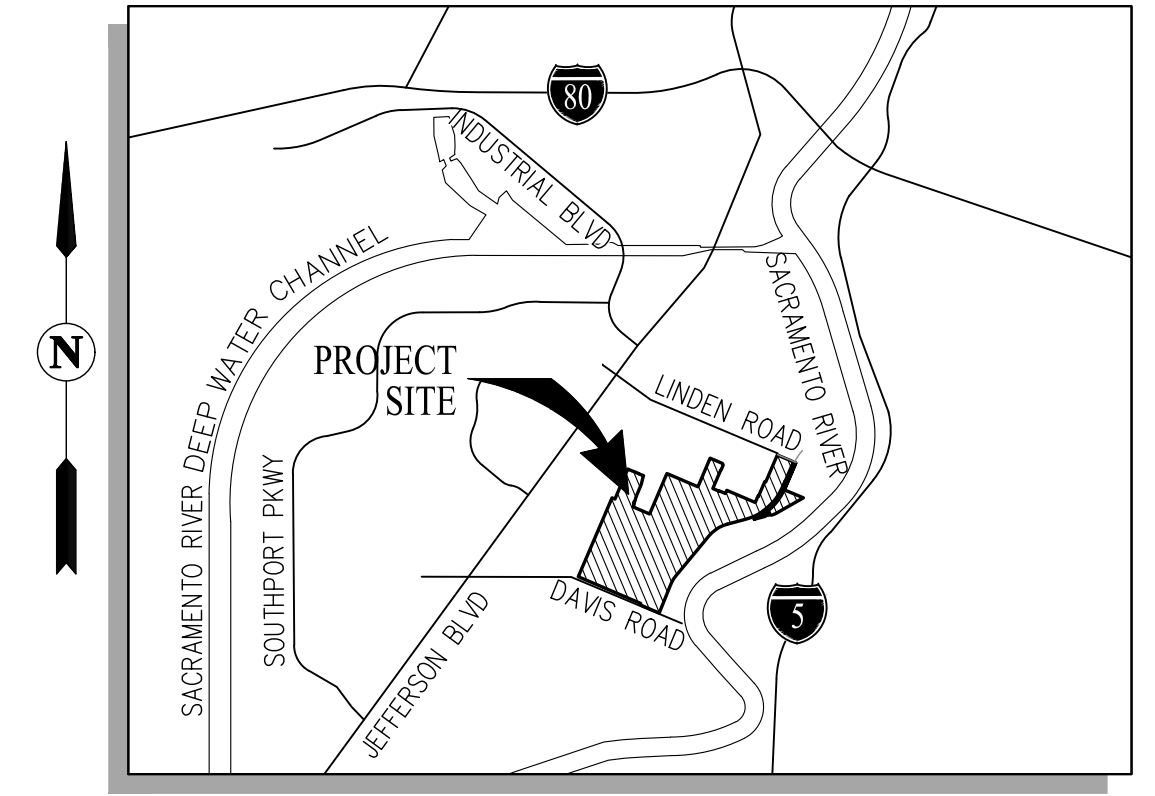 80
INDUSTRIAL BLVD
SACRAMENTO RIVER DEEP WATER CHANNEL
SACRAMENTO RIVER
N
PROJECT
SITE
LINDEN ROAD
SOUTHPORT PKWY
DAVIS ROAD
5
JEFFERSON BLVD